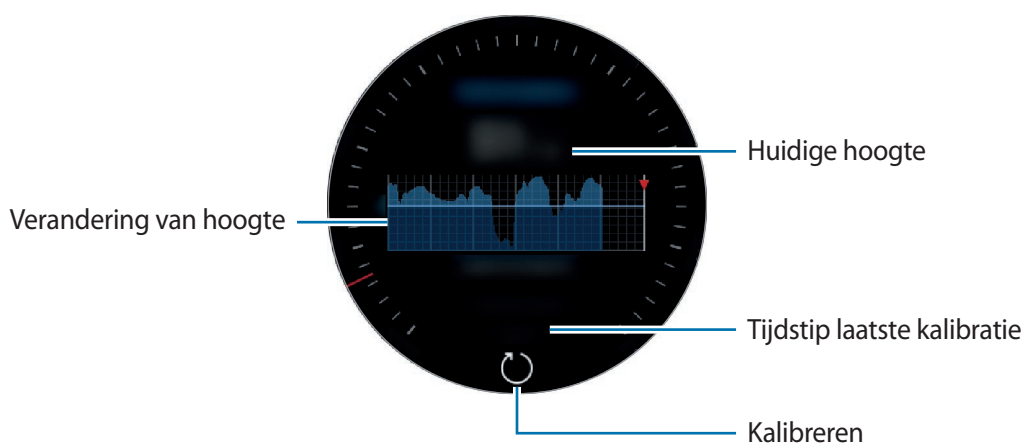 Huidige hoogte
Verandering van hoogte
Tijdstip laatste kalibratie
Kalibreren